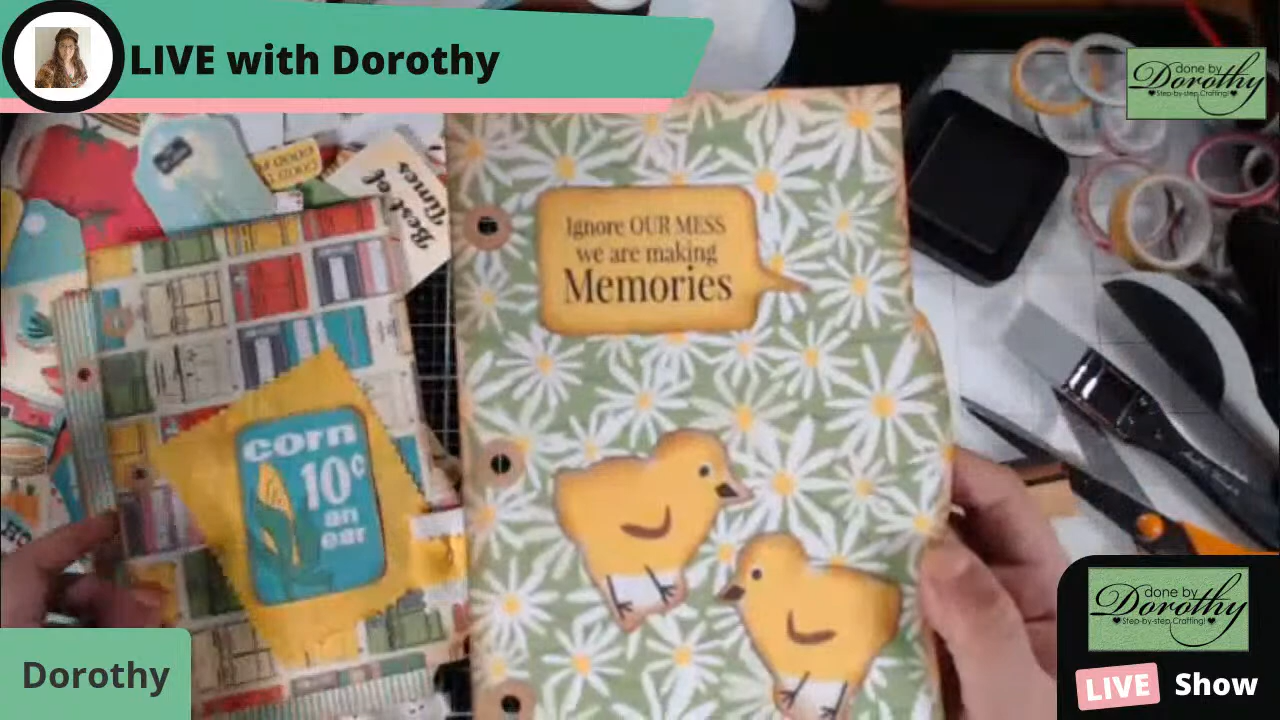 LIVE with Dorothy
done by
Dorothy
Step-by-step Crafting!
Best
of
Times
Ignore OUR MESS
we are making
Memories
corn
10¢
an
ear
Dorothy
done by
Dorothy
Step-by-step Crafting!
LIVE Show